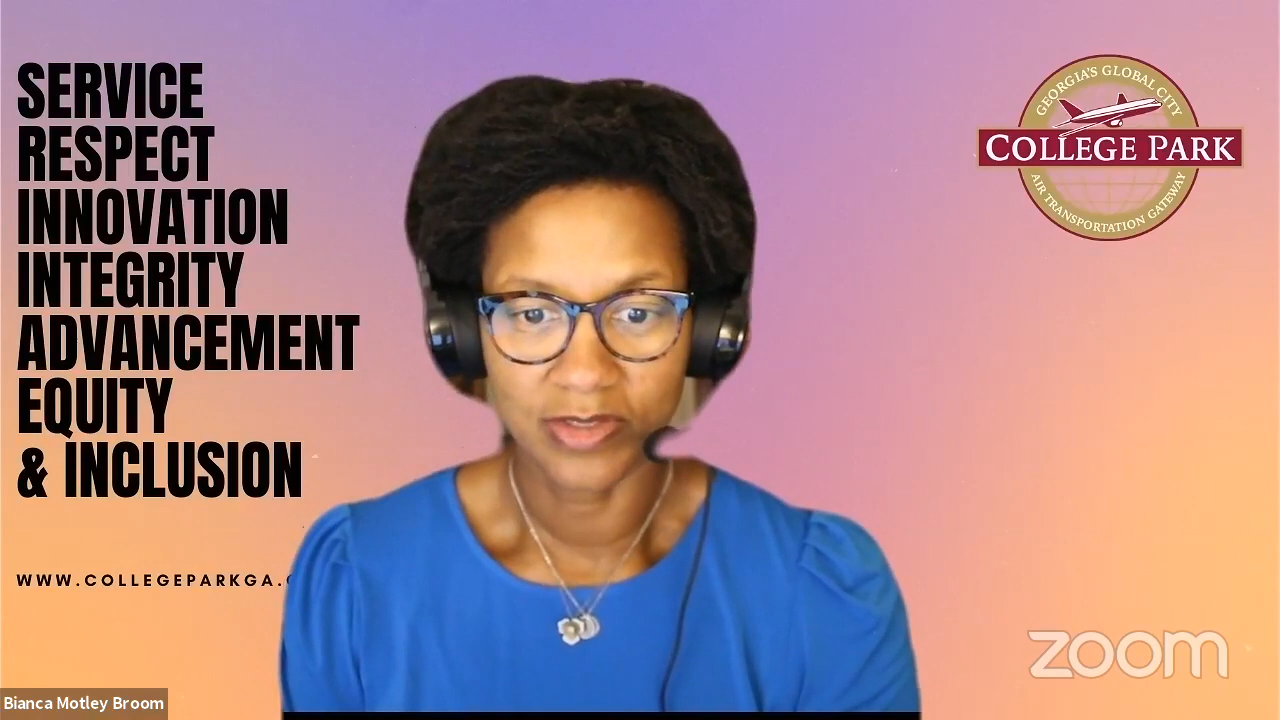 SERVICE
RESPECT
INNOVATION
INTEGRITY
ADVANCEMENT
EQUITY
& INCLUSION
WWW.COLLEGEPARKGA.
GEORGIA'S GLOBAL CITY
COLLEGE PARK
AIR TRANSPORTATION GATEWAY
zoom
Bianca Motley Broom